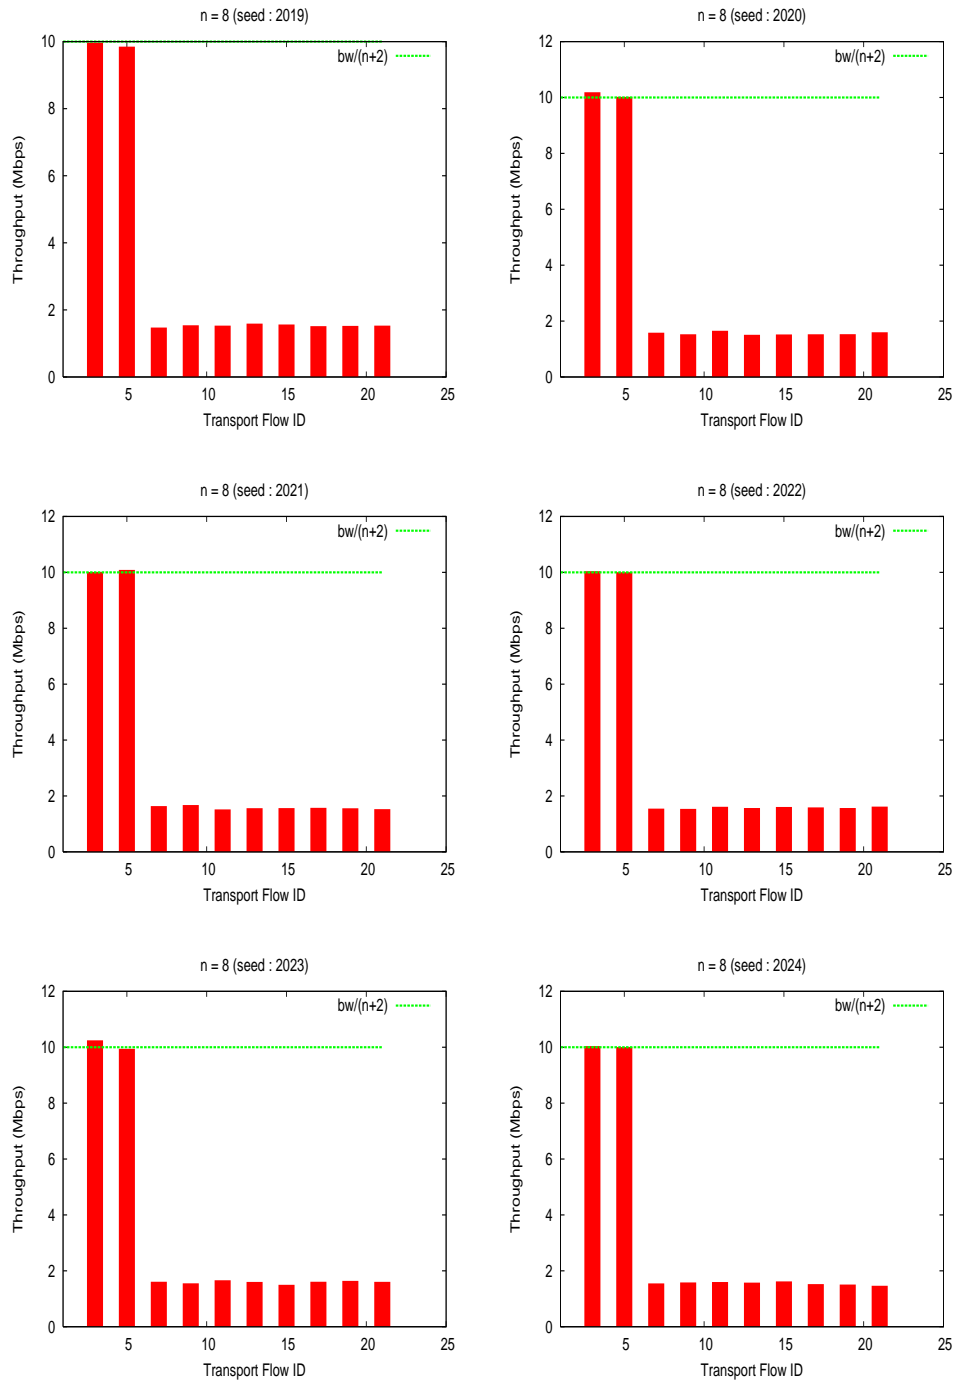 n = 8 (seed : 2019)
bw/(n+2)
Throughput (Mbps)
10
8
6
4
2
0
5 10 15 20 25
Transport Flow ID
n = 8 (seed : 2020)
bw/(n+2)
Throughput (Mbps)
12
10
8
6
4
2
0
5 10 15 20 25
Transport Flow ID
n = 8 (seed : 2021)
bw/(n+2)
Throughput (Mbps)
12
10
8
6
4
2
0
5 10 15 20 25
Transport Flow ID
n = 8 (seed : 2022)
bw/(n+2)
Throughput (Mbps)
12
10
8
6
4
2
0
5 10 15 20 25
Transport Flow ID
n = 8 (seed : 2023)
bw/(n+2)
Throughput (Mbps)
12
10
8
6
4
2
0
5 10 15 20 25
Transport Flow ID
n = 8 (seed : 2024)
bw/(n+2)
Throughput (Mbps)
12
10
8
6
4
2
0
5 10 15 20 25
Transport Flow ID